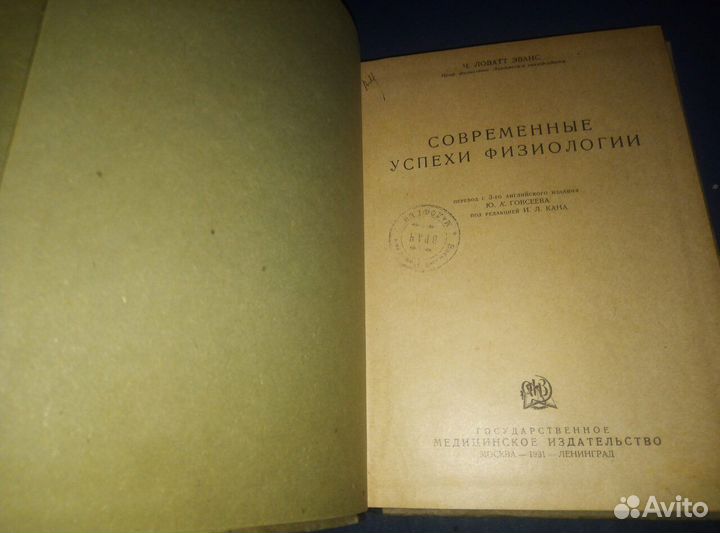 Ч. ЛОВАТТ ЭВАНС
СОВРЕМЕННЫЕ
УСПЕХИ ФИЗИОЛОГИИ
ПЕРЕВОД С 3-го АНГЛИЙСКОГО ИЗДАНИЯ
Ю. А. ГОВСЕЕВА
ПОД РЕДАКЦИЕЙ И. Л. КАНА
ГОСУДАРСТВЕННОЕ
МЕДИЦИНСКОЕ ИЗДАТЕЛЬСТВО
МОСКВА — 1931 — ЛЕНИНГРАД
Avito